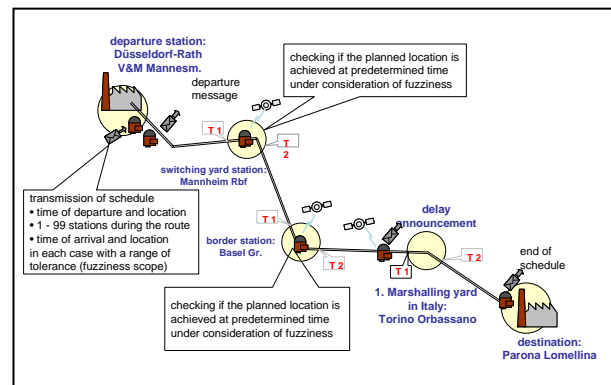 departure station:
Düsseldorf-Rath
V&M Mannesm.
departure
message
checking if the planned location is
achieved at predetermined time
under consideration of fuzziness
T 1
T
2
switching yard station:
Mannheim Rbf
transmission of schedule
• time of departure and location
• 1 - 99 stations during the route
• time of arrival and location
in each case with a range of
tolerance (fuzziness scope)
T 1
delay
announcement
border station:
Basel Gr.
T 2
T 1
T 2
end of
schedule
checking if the planned location is
achieved at predetermined time
under consideration of fuzziness
1. Marshalling yard
in Italy:
Torino Orbassano
destination:
Parona Lomellina